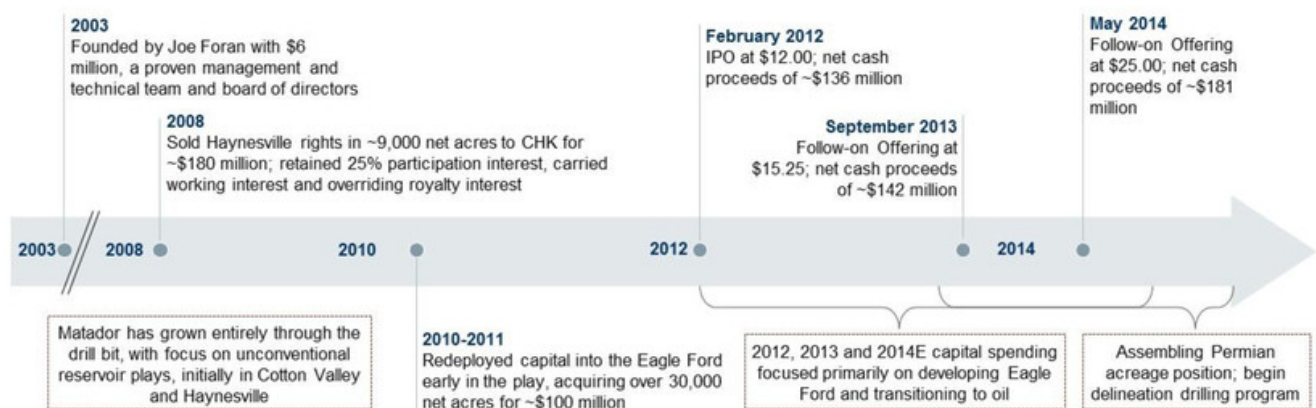 2003
Founded by Joe Foran with $6
million, a proven management and
technical team and board of directors
2008
Sold Haynesville rights in ~9,000 net acres to CHK for
~$180 million; retained 25% participation interest, carried
working interest and overriding royalty interest
February 2012
IPO at $12.00; net cash
proceeds of ~$136 million
September 2013
Follow-on Offering at
$15.25; net cash proceeds
of ~$142 million
May 2014
Follow-on Offering
at $25.00; net cash
proceeds of ~$181
million
2003
2008
2010
2012
2014
Matador has grown entirely through the
drill bit, with focus on unconventional
reservoir plays, initially in Cotton Valley
and Haynesville
2010-2011
Redeployed capital into the Eagle Ford
early in the play, acquiring over 30,000
net acres for ~$100 million
2012, 2013 and 2014E capital spending
focused primarily on developing Eagle
Ford and transitioning to oil
Assembling Permian
acreage position; begin
delineation drilling program